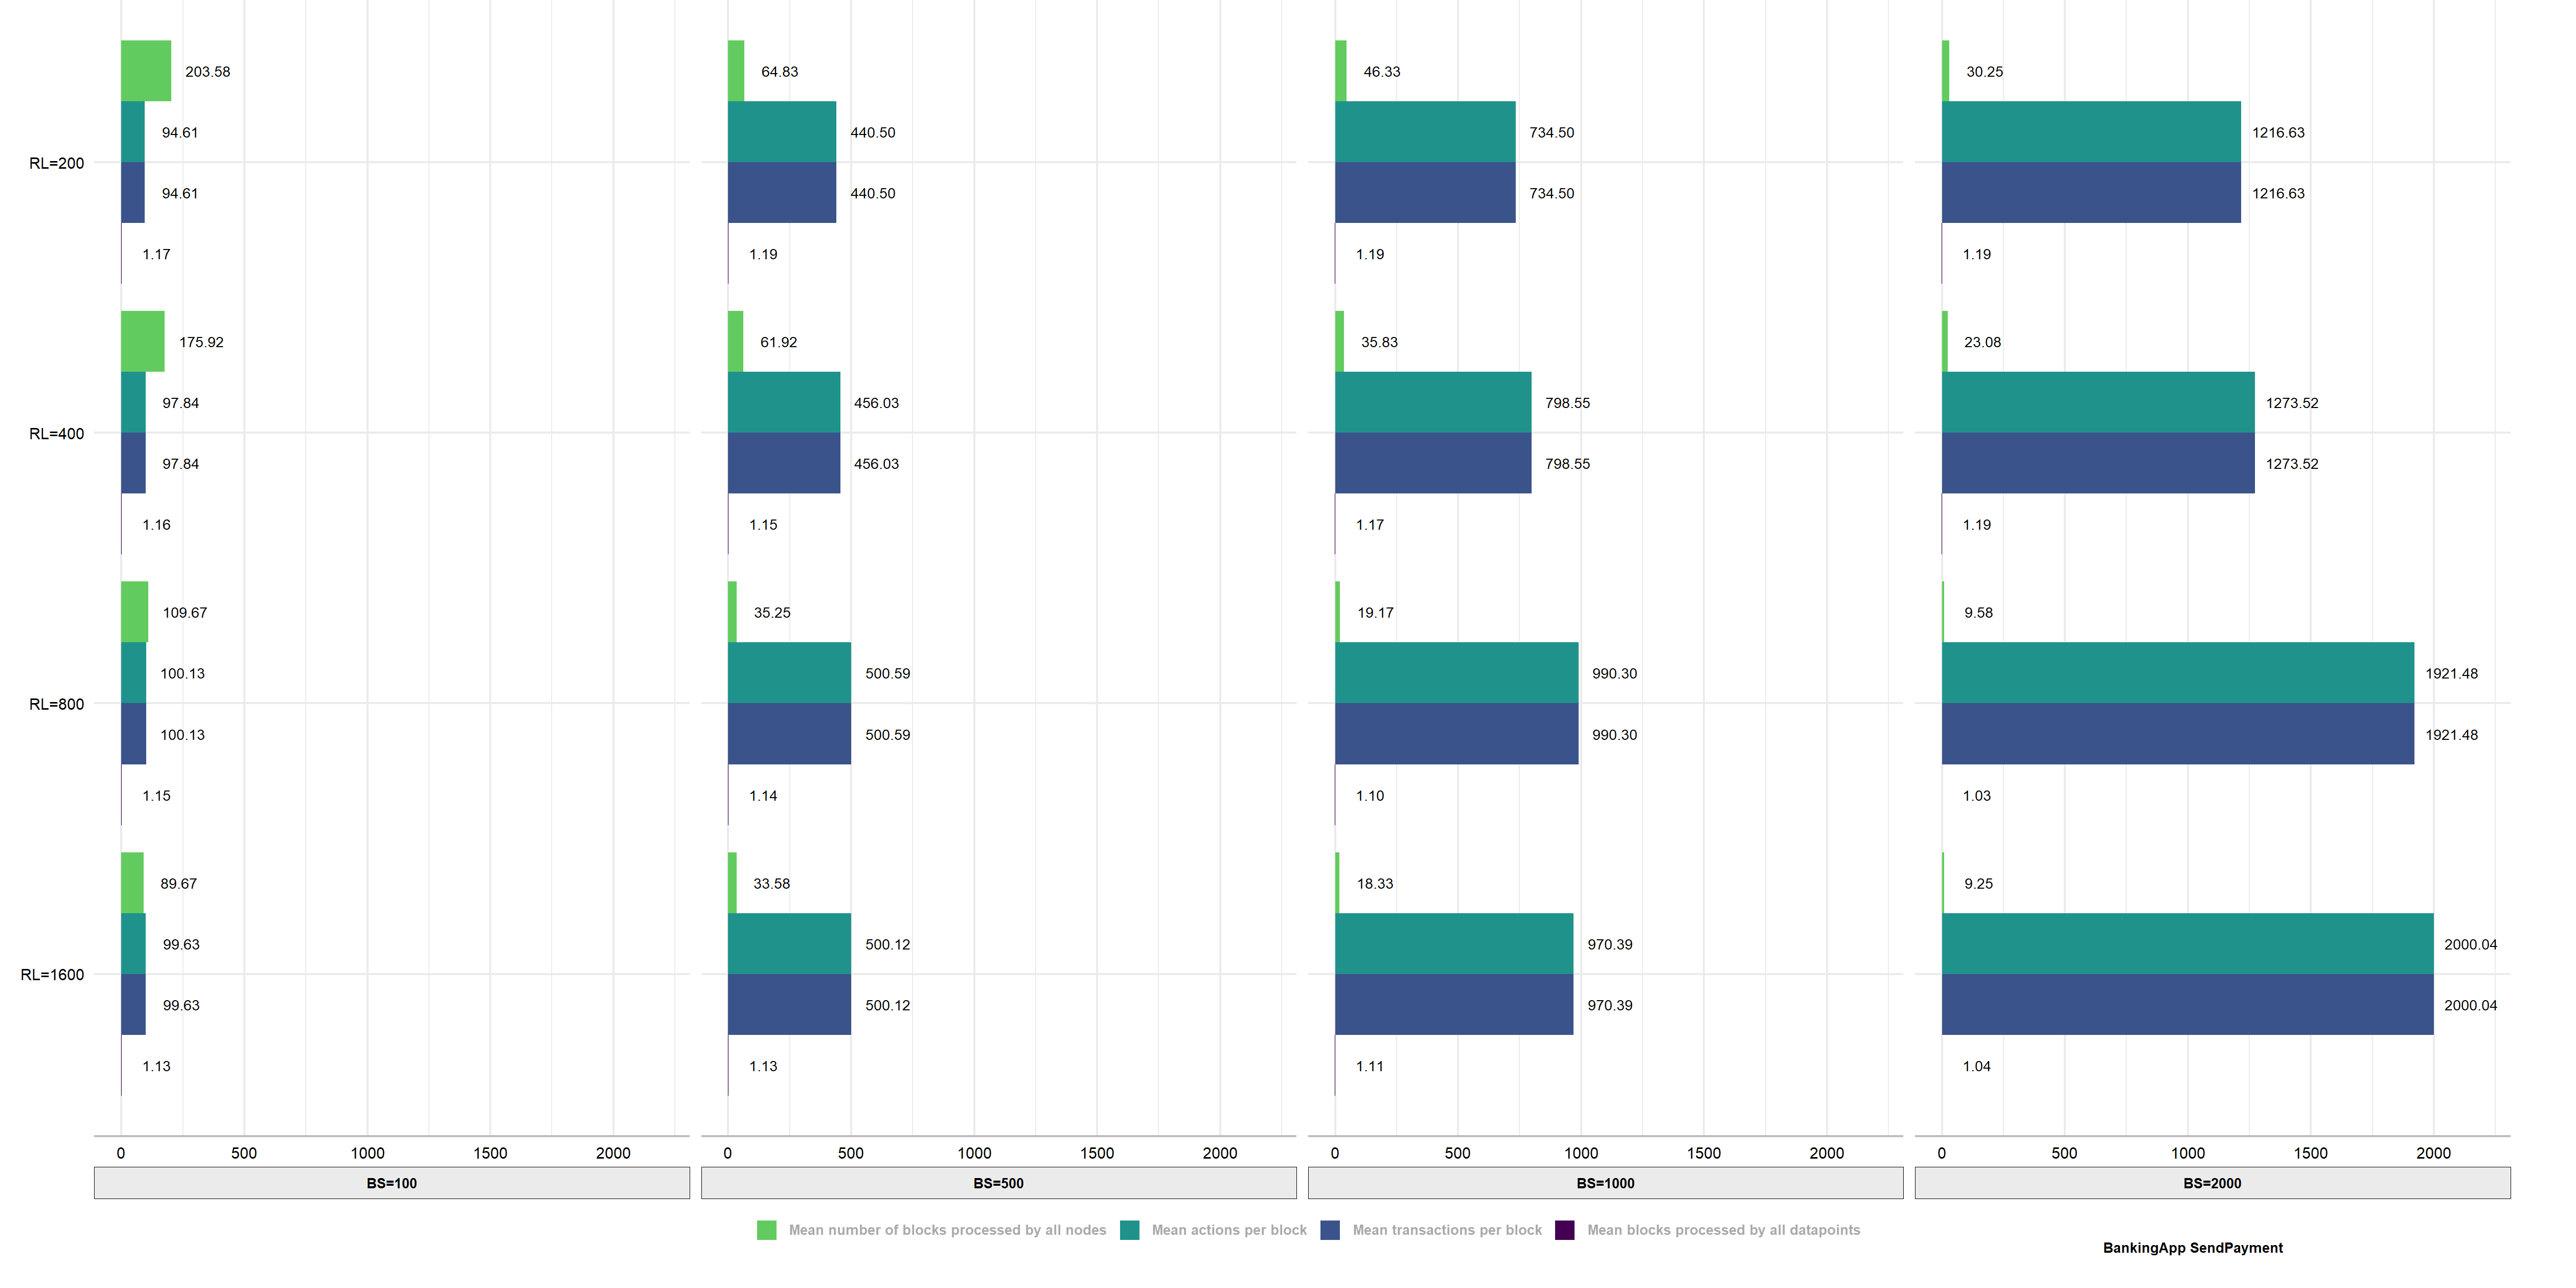 203.58 64.83 46.33 30.25
94.61 440.50 734.50 1216.63
RL=200
94.61 440.50 734.50 1216.63
1.17 1.19 1.19 1.19
175.92 61.92 35.83 23.08
97.84 456.03 798.55 1273.52
RL=400
97.84 456.03 798.55 1273.52
1.16 1.15 1.17 1.19
109.67 35.25 19.17 9.58
100.13 500.59 990.30 1921.48
RL=800
100.13 500.59 990.30 1921.48
1.15 1.14 1.10 1.03
89.67 33.58 18.33 9.25
99.63 500.12 970.39 2000.04
RL=1600
99.63 500.12 970.39 2000.04
1.13 1.13 1.11 1.04
0 500 1000 1500 2000 0 500 1000 1500 2000 0 500 1000 1500 2000 0 500 1000 1500 2000
BS=100 BS=500 BS=1000 BS=2000
Mean number of blocks processed by all nodes Mean actions per block Mean transactions per block Mean blocks processed by all datapoints
BankingApp SendPayment